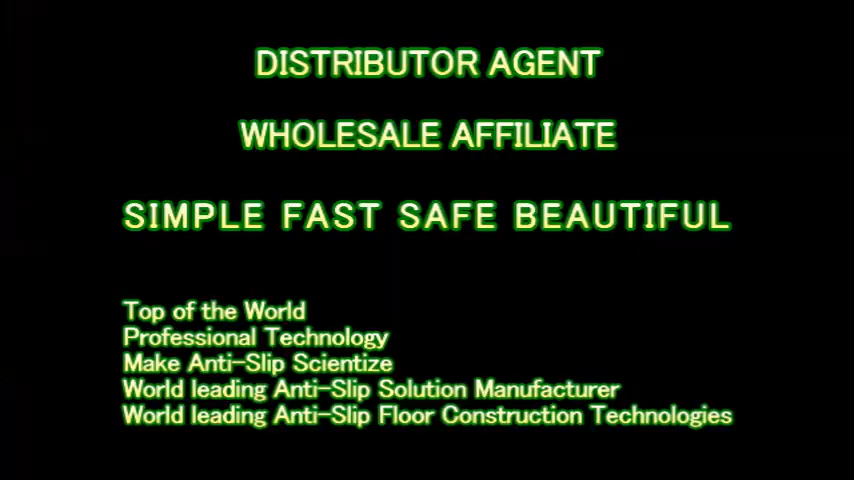 DISTRIBUTOR AGENT
WHOLESALE AFFILIATE
SIMPLE FAST SAFE BEAUTIFUL
Top of the World
Professional Technology
Make Anti-Slip Scientize
World leading Anti-Slip Solution Manufacturer
World leading Anti-Slip Floor Construction Technologies